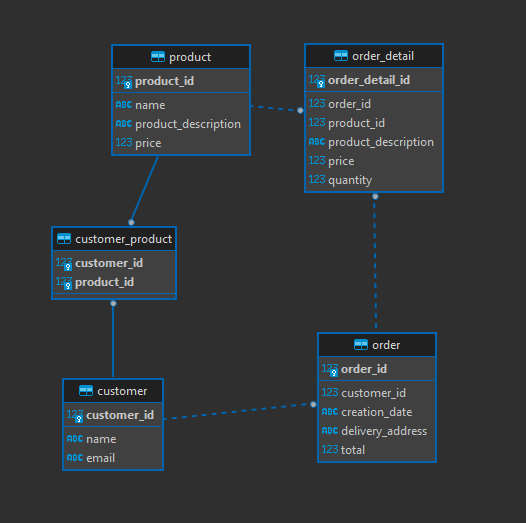 product
123 product_id
ABC name
ABC product_description
123 price
order_detail
123 order_detail_id
123 order_id
123 product_id
ABC product_description
123 price
123 quantity
customer_product
123 customer_id
123 product_id
customer
123 customer_id
ABC name
ABC email
order
123 order_id
123 customer_id
ABC creation_date
ABC delivery_address
123 total